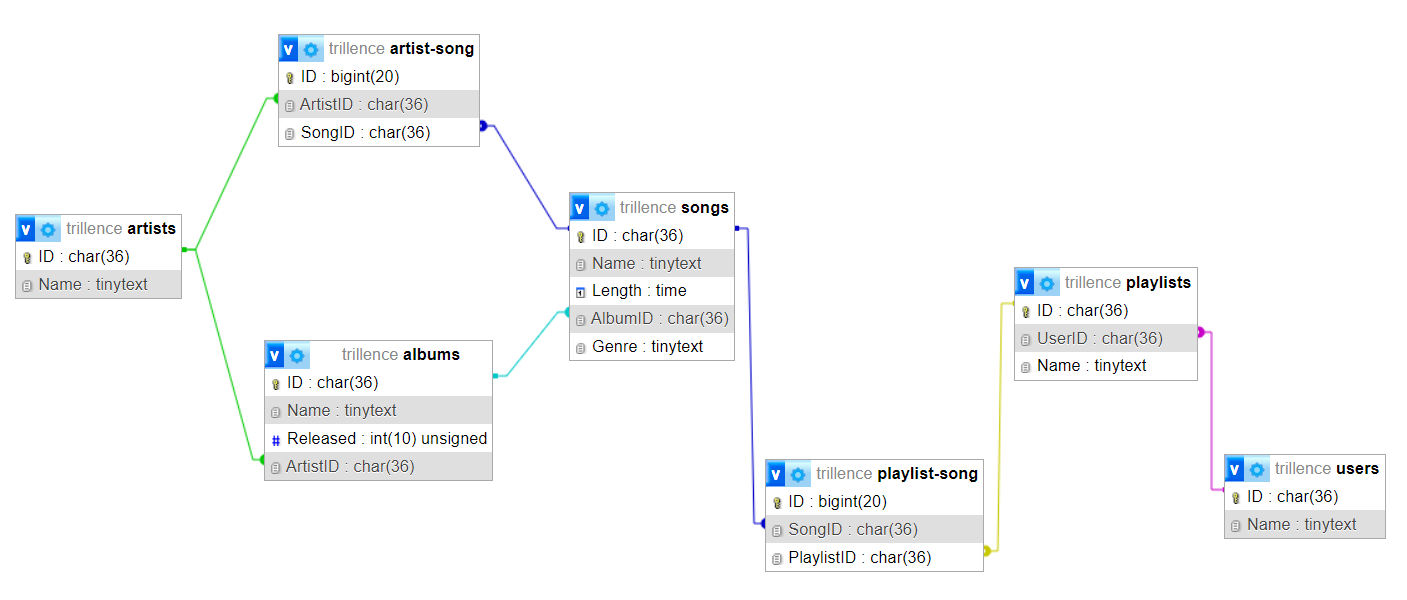 v trillence artist-song
ID : bigint(20)
ArtistID : char(36)
SongID : char(36)
v trillence artists
ID : char(36)
Name : tinytext
v trillence albums
ID : char(36)
Name : tinytext
# Released : int(10) unsigned
ArtistID : char(36)
v trillence songs
ID : char(36)
Name : tinytext
Length : time
AlbumID : char(36)
Genre : tinytext
v trillence playlist-song
ID : bigint(20)
SongID : char(36)
PlaylistID : char(36)
v trillence playlists
ID : char(36)
UserID : char(36)
Name : tinytext
v trillence users
ID : char(36)
Name : tinytext